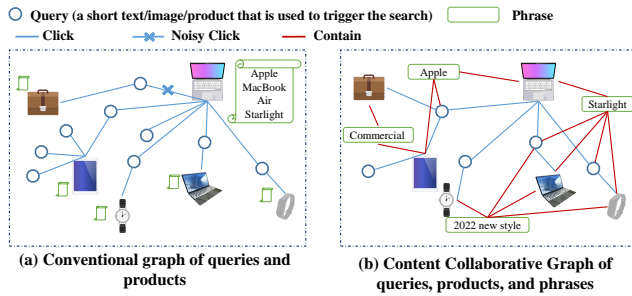 Query (a short text/image/product that is used to trigger the search)
Phrase
Click
Noisy Click
Contain
Apple
MacBook
Air
Starlight
Apple
Starlight
Commercial
2022 new style
(a) Conventional graph of queries and
products
(b) Content Collaborative Graph of
queries, products, and phrases